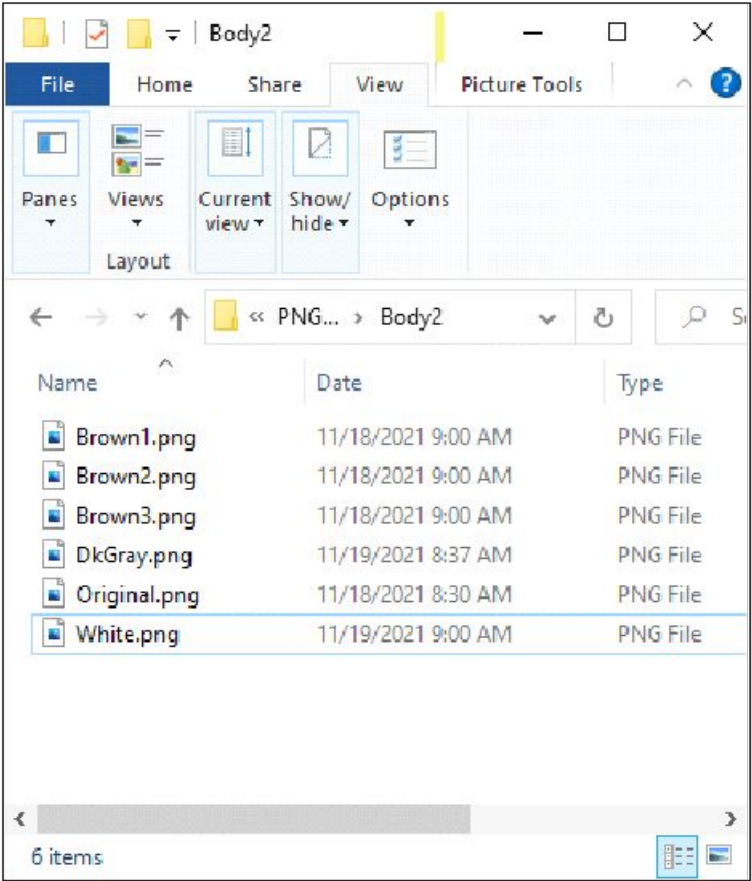 Body2
File Home Share View Picture Tools
Panes Views Current view Show/ hide Options
Layout
« PNG... › Body2
Name Date Type
Brown1.png 11/18/2021 9:00 AM PNG File
Brown2.png 11/18/2021 9:00 AM PNG File
Brown3.png 11/18/2021 9:00 AM PNG File
DkGray.png 11/19/2021 8:37 AM PNG File
Original.png 11/18/2021 8:30 AM PNG File
White.png 11/19/2021 9:00 AM PNG File
6 items